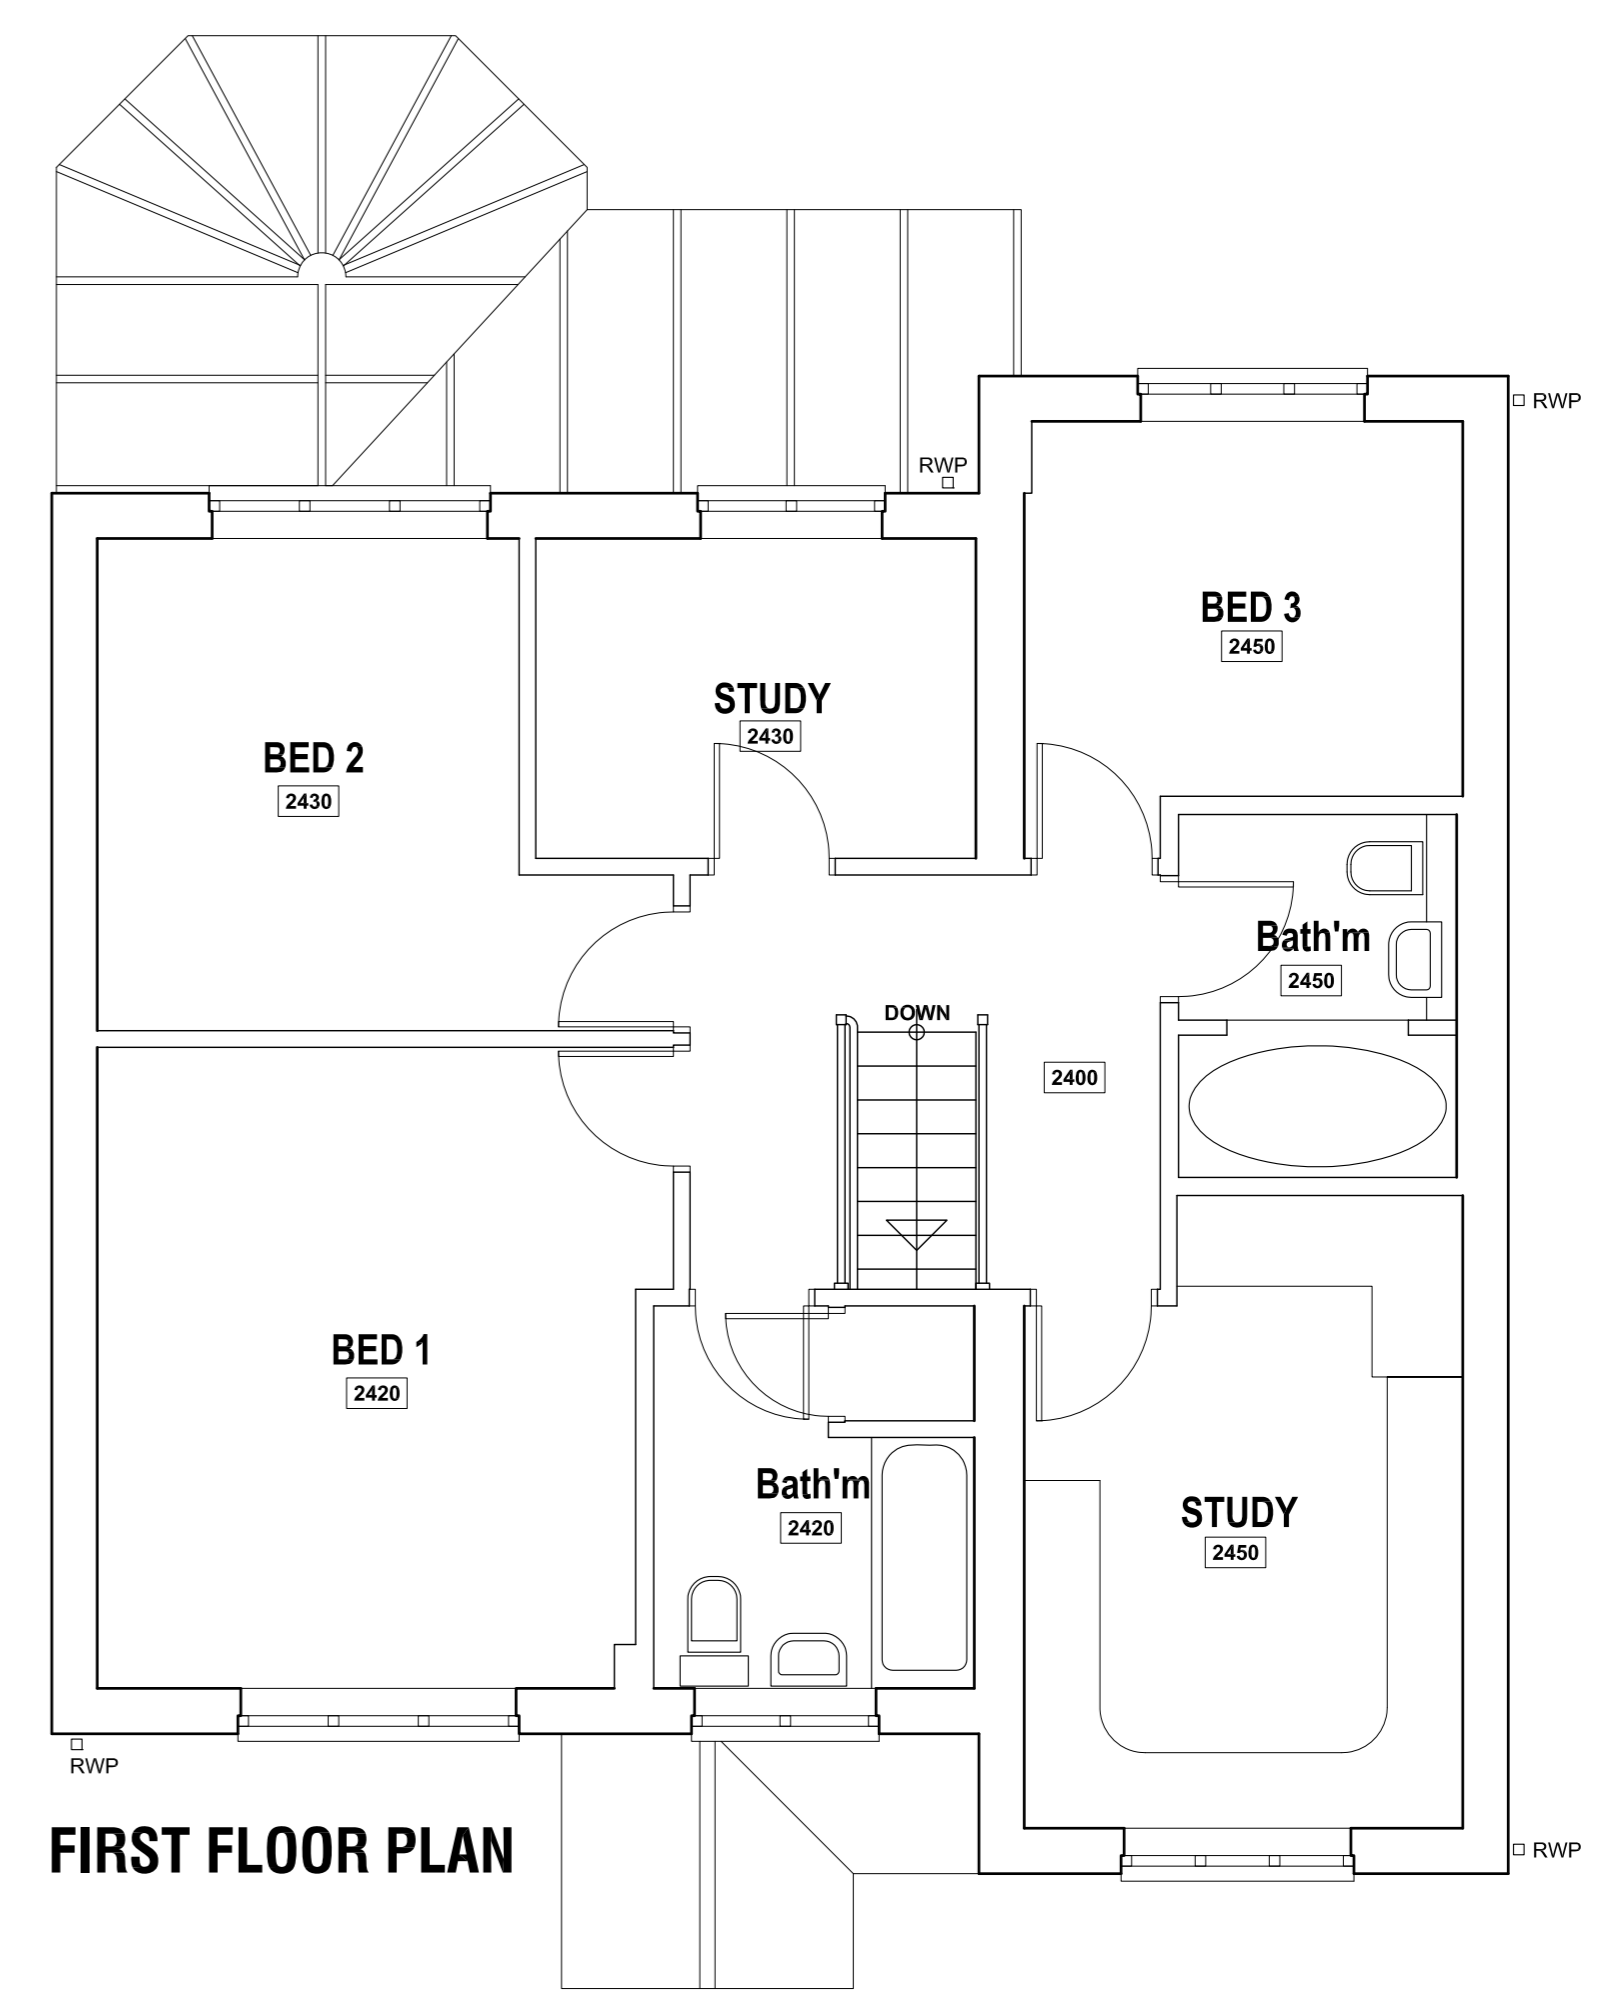 RWP
RWP
BED 3
2450
STUDY
2430
BED 2
2430
Bath'm
2450
DOWN
2400
BED 1
2420
Bath'm
2420
STUDY
2450
RWP
FIRST FLOOR PLAN
RWP